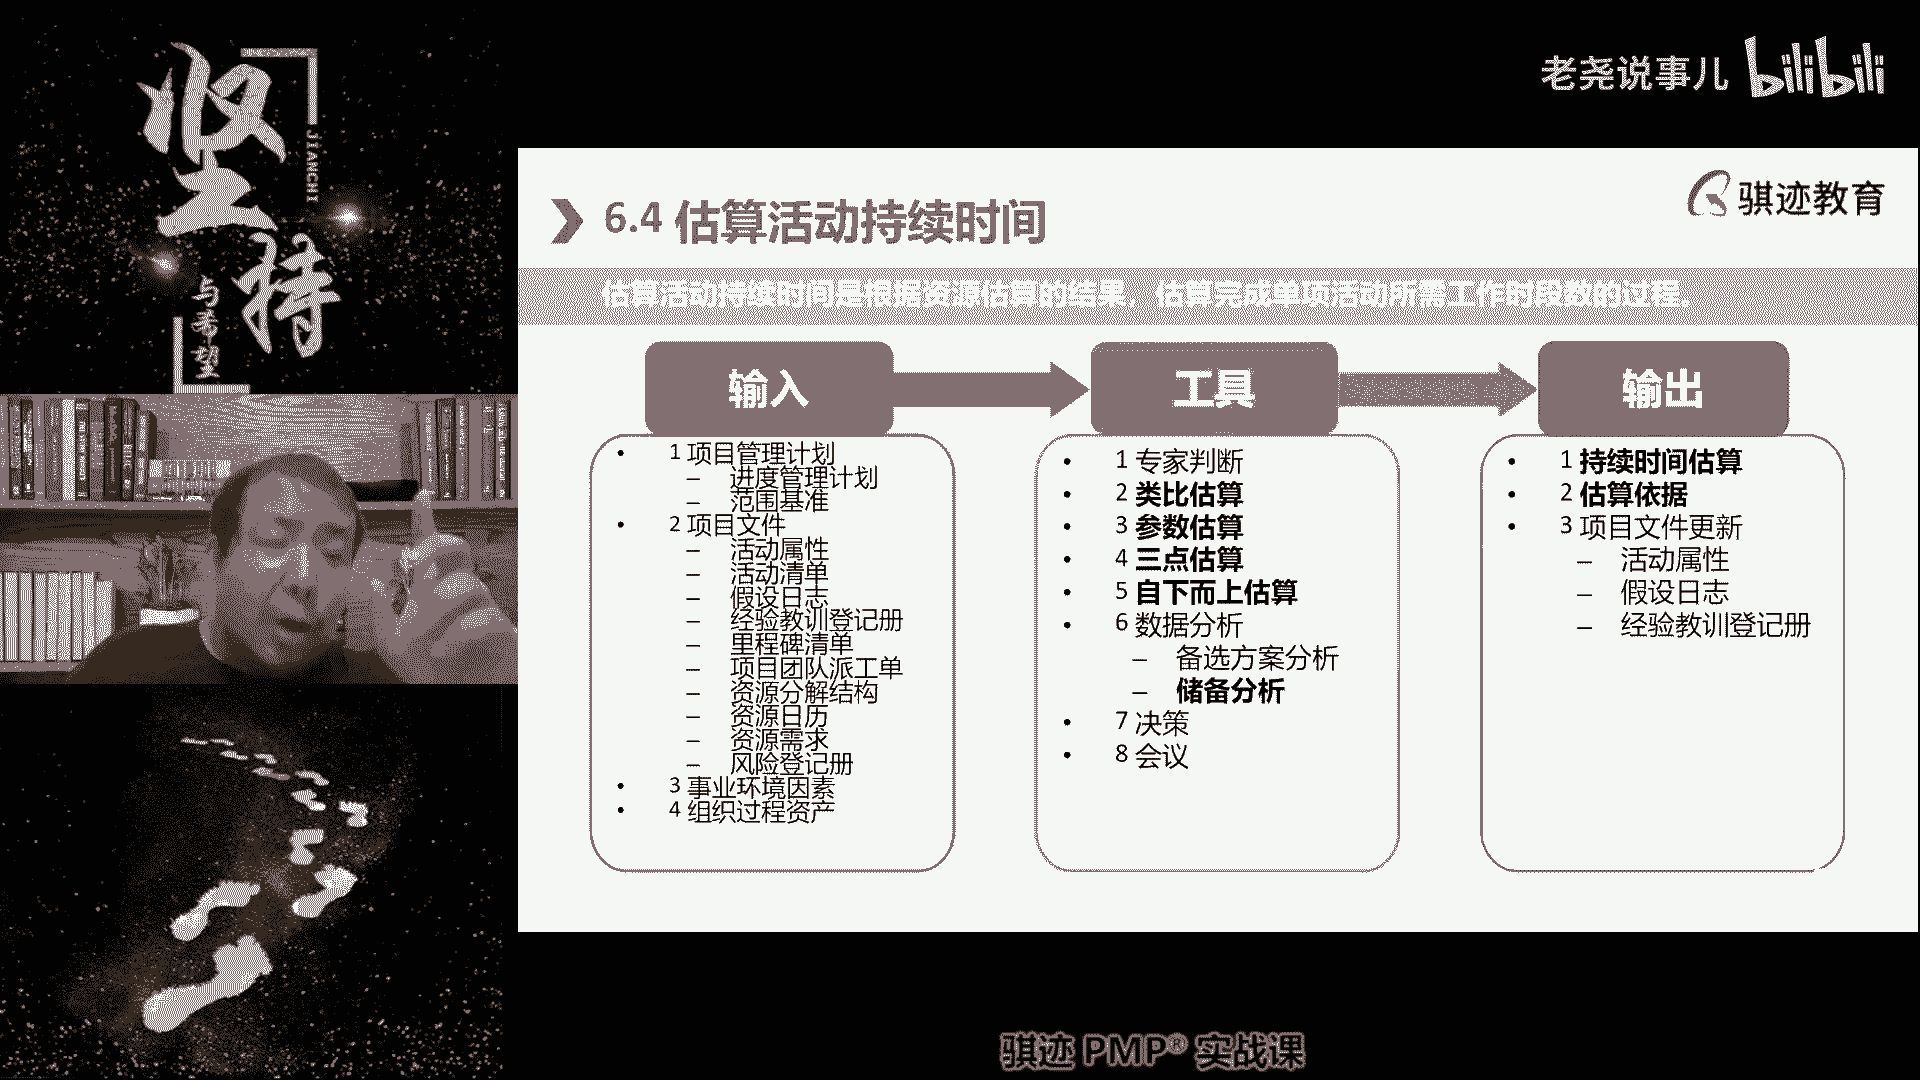 坚持
JIANCHI
与希望
老尧说事儿 bilibili
骐迹教育
6.4 估算活动持续时间
估算活动持续时间是根据资源估算的结果，估算完成单项活动所需工作时段数的过程。
输入
• 1 项目管理计划
– 进度管理计划
– 范围基准
• 2 项目文件
– 活动属性
– 活动清单
– 假设日志
– 经验教训登记册
– 里程碑清单
– 项目团队派工单
– 资源分解结构
– 资源日历
– 资源需求
– 风险登记册
• 3 事业环境因素
• 4 组织过程资产
工具
• 1 专家判断
• 2 类比估算
• 3 参数估算
• 4 三点估算
• 5 自下而上估算
• 6 数据分析
– 备选方案分析
– 储备分析
• 7 决策
• 8 会议
输出
• 1 持续时间估算
• 2 估算依据
• 3 项目文件更新
– 活动属性
– 假设日志
– 经验教训登记册
骐迹 PMP® 实战课